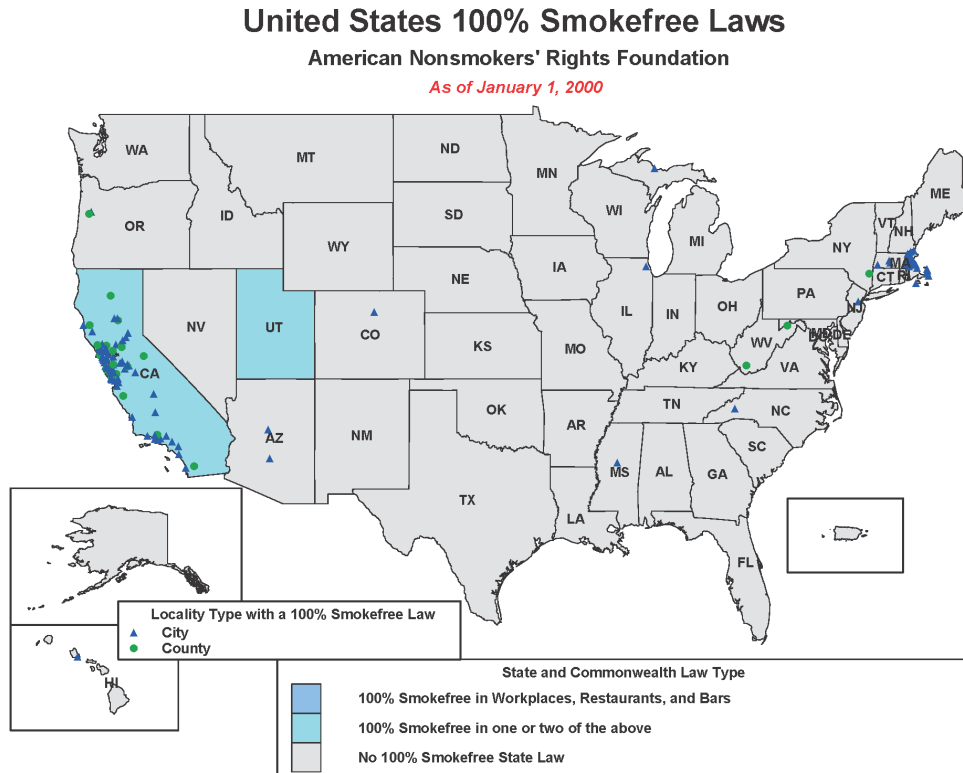 United States 100% Smokefree Laws
American Nonsmokers' Rights Foundation
As of January 1, 2000
WA
MT
ND
MN
ME
OR
ID
SD
WI
MI
NY
VT
NH
WY
MA
CT
RI
NE
IA
PA
NJ
NV
UT
CO
IL
IN
OH
KS
MO
WV
VA
MD
DE
CA
KY
OK
TN
NC
AZ
NM
AR
SC
MS
AL
GA
TX
LA
FL
HI
Locality Type with a 100% Smokefree Law
City
County
State and Commonwealth Law Type
100% Smokefree in Workplaces, Restaurants, and Bars
100% Smokefree in one or two of the above
No 100% Smokefree State Law